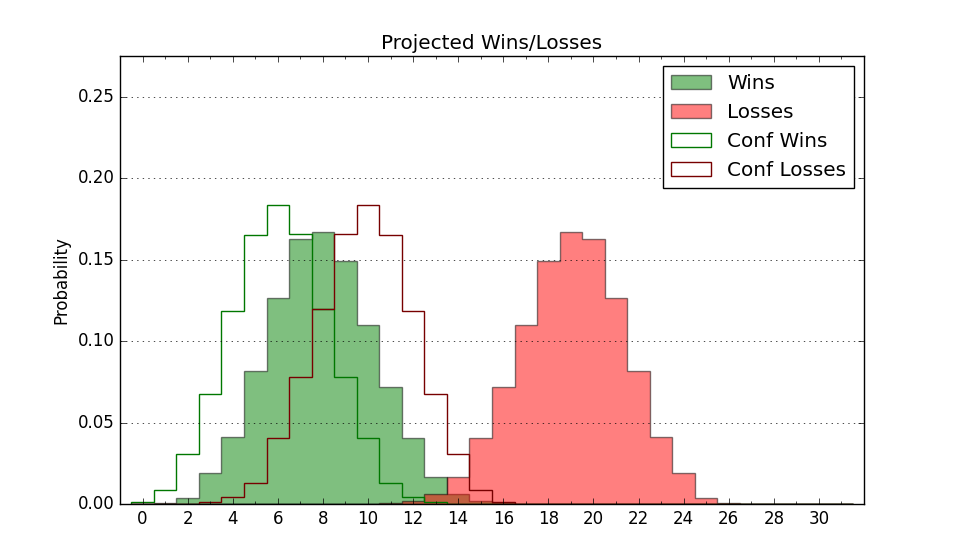 Projected Wins/Losses
Wins
Losses
Conf Wins
Conf Losses
Probability
0.25
0.20
0.15
0.10
0.05
0.00
0 2 4 6 8 10 12 14 16 18 20 22 24 26 28 30